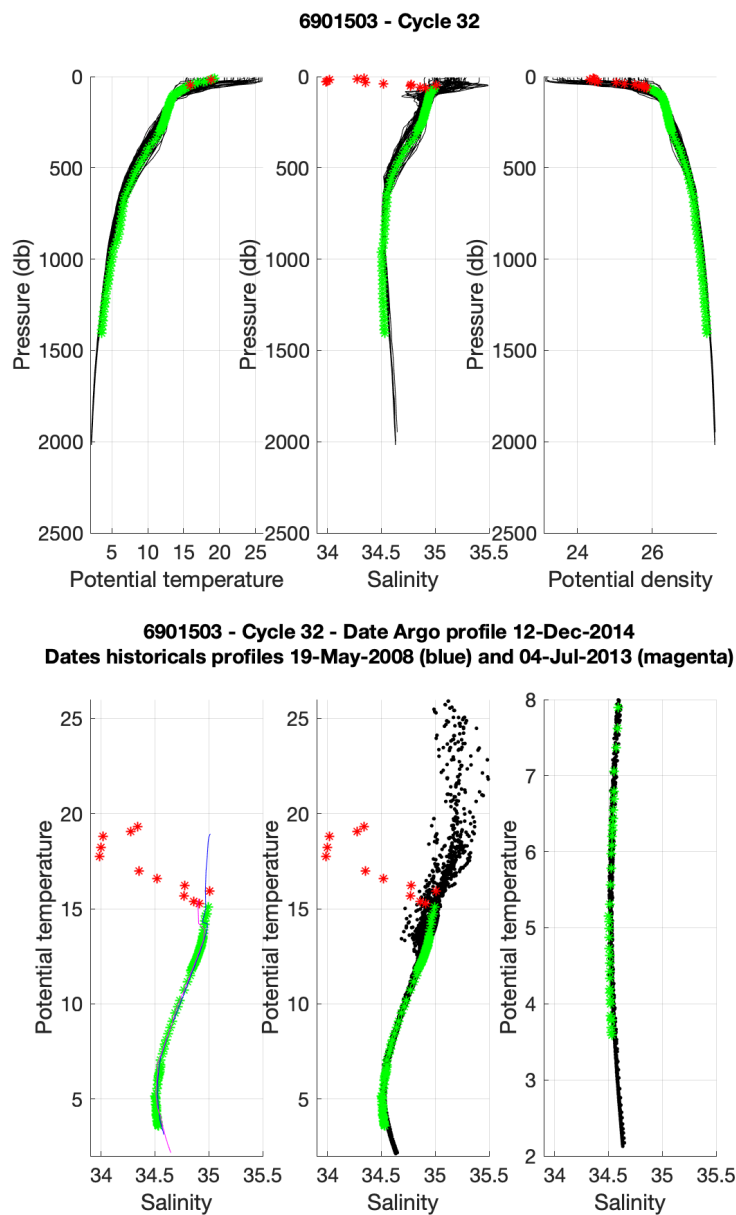 6901503 - Cycle 32
0
500
1000
1500
2000
2500
5 10 15 20 25
Pressure (db)
Potential temperature
0
500
1000
1500
2000
2500
34 34.5 35 35.5
Pressure (db)
Salinity
0
500
1000
1500
2000
2500
24 26
Pressure (db)
Potential density
6901503 - Cycle 32 - Date Argo profile 12-Dec-2014
Dates historicals profiles 19-May-2008 (blue) and 04-Jul-2013 (magenta)
25
20
15
10
5
34 34.5 35 35.5
Potential temperature
Salinity
25
20
15
10
5
34 34.5 35 35.5
Potential temperature
Salinity
8
7
6
5
4
3
2
34 34.5 35 35.5
Potential temperature
Salinity